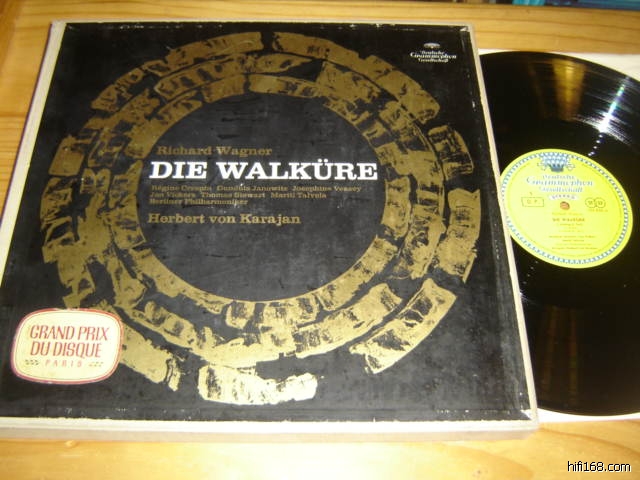 Deutsche
Grammophon
Gesellschaft
Richard Wagner
DIE WALKÜRE
Régine Crespin Gundula Janowitz Josephine Veasey
Jon Vickers Thomas Stewart Martti Talvela
Berliner Philharmoniker
Herbert von Karajan
GRAND PRIX
DU DISQUE
PARIS
Deutsche
Grammophon
Gesellschaft
DIE WALKÜRE
hifi168.com